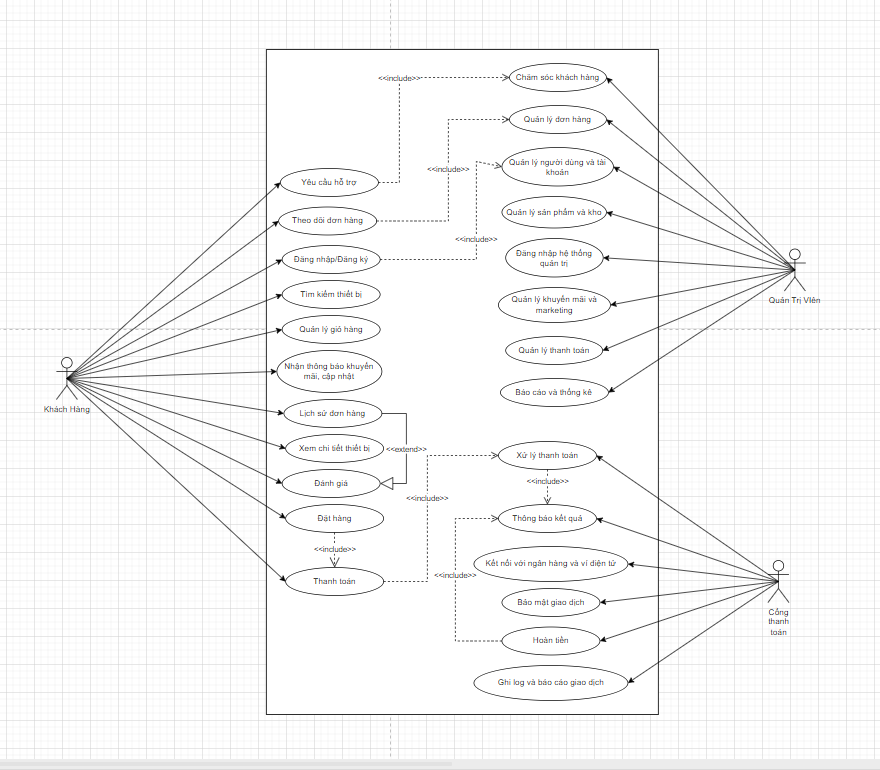 <<include>>
Chăm sóc khách hàng
Quản lý đơn hàng
<<include>>
Quản lý người dùng và tài
khoản
Yêu cầu hỗ trợ
Theo dõi đơn hàng
Quản lý sản phẩm và kho
<<include>>
Đăng nhập/Đăng ký
Đăng nhập hệ thống
quản trị
Tìm kiếm thiết bị
Quản lý khuyến mãi và
marketing
Quản Trị VIên
Quản lý giỏ hàng
Quản lý thanh toán
Nhận thông báo khuyến
mãi, cập nhật
Báo cáo và thống kê
Khách Hàng
Lịch sử đơn hàng
Xem chi tiết thiết bị
<<extend>>
Xử lý thanh toán
Đánh giá
<<include>>
<<include>>
Đặt hàng
Thông báo kết quả
<<include>>
Kết nối với ngân hàng và ví điện tử
<<include>>
Thanh toán
Bảo mật giao dịch
Cổng
thanh
toán
Hoàn tiền
Ghi log và báo cáo giao dịch